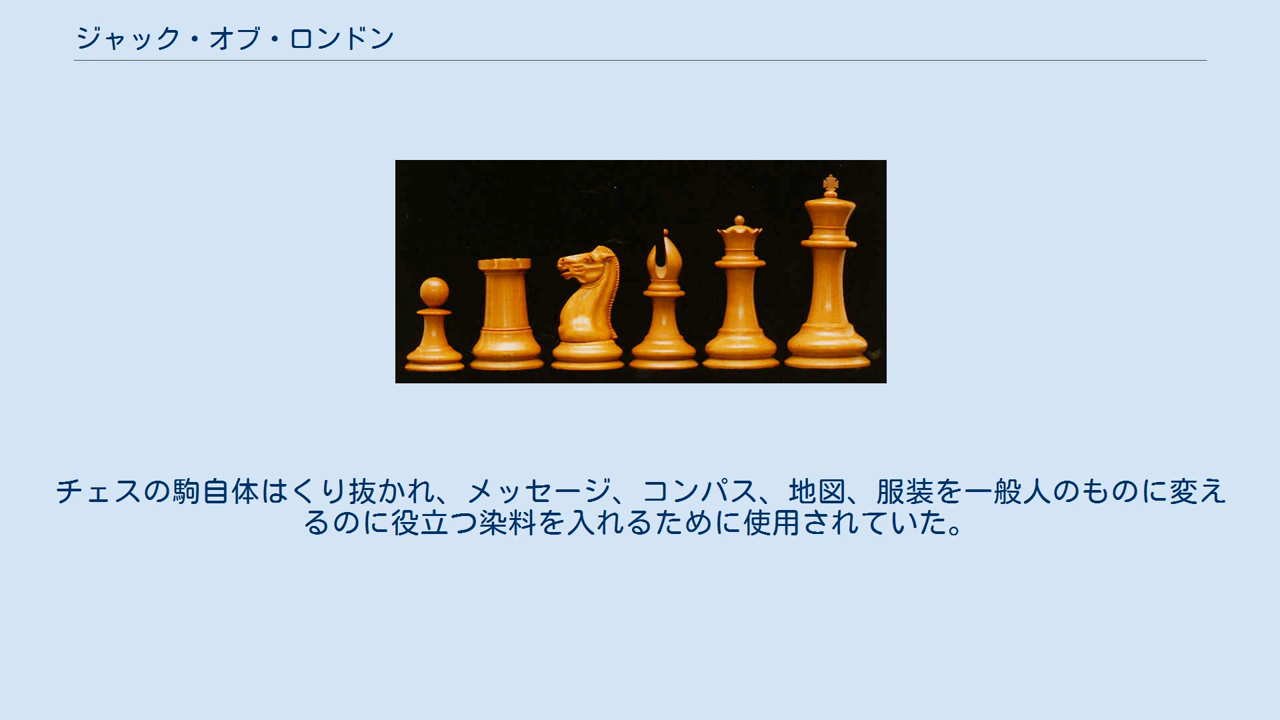 ジャック・オブ・ロンドン
チェスの駒自体はくり抜かれ、メッセージ、コンパス、地図、服装を一般人のものに変え
るのに役立つ染料を入れるために使用されていた。